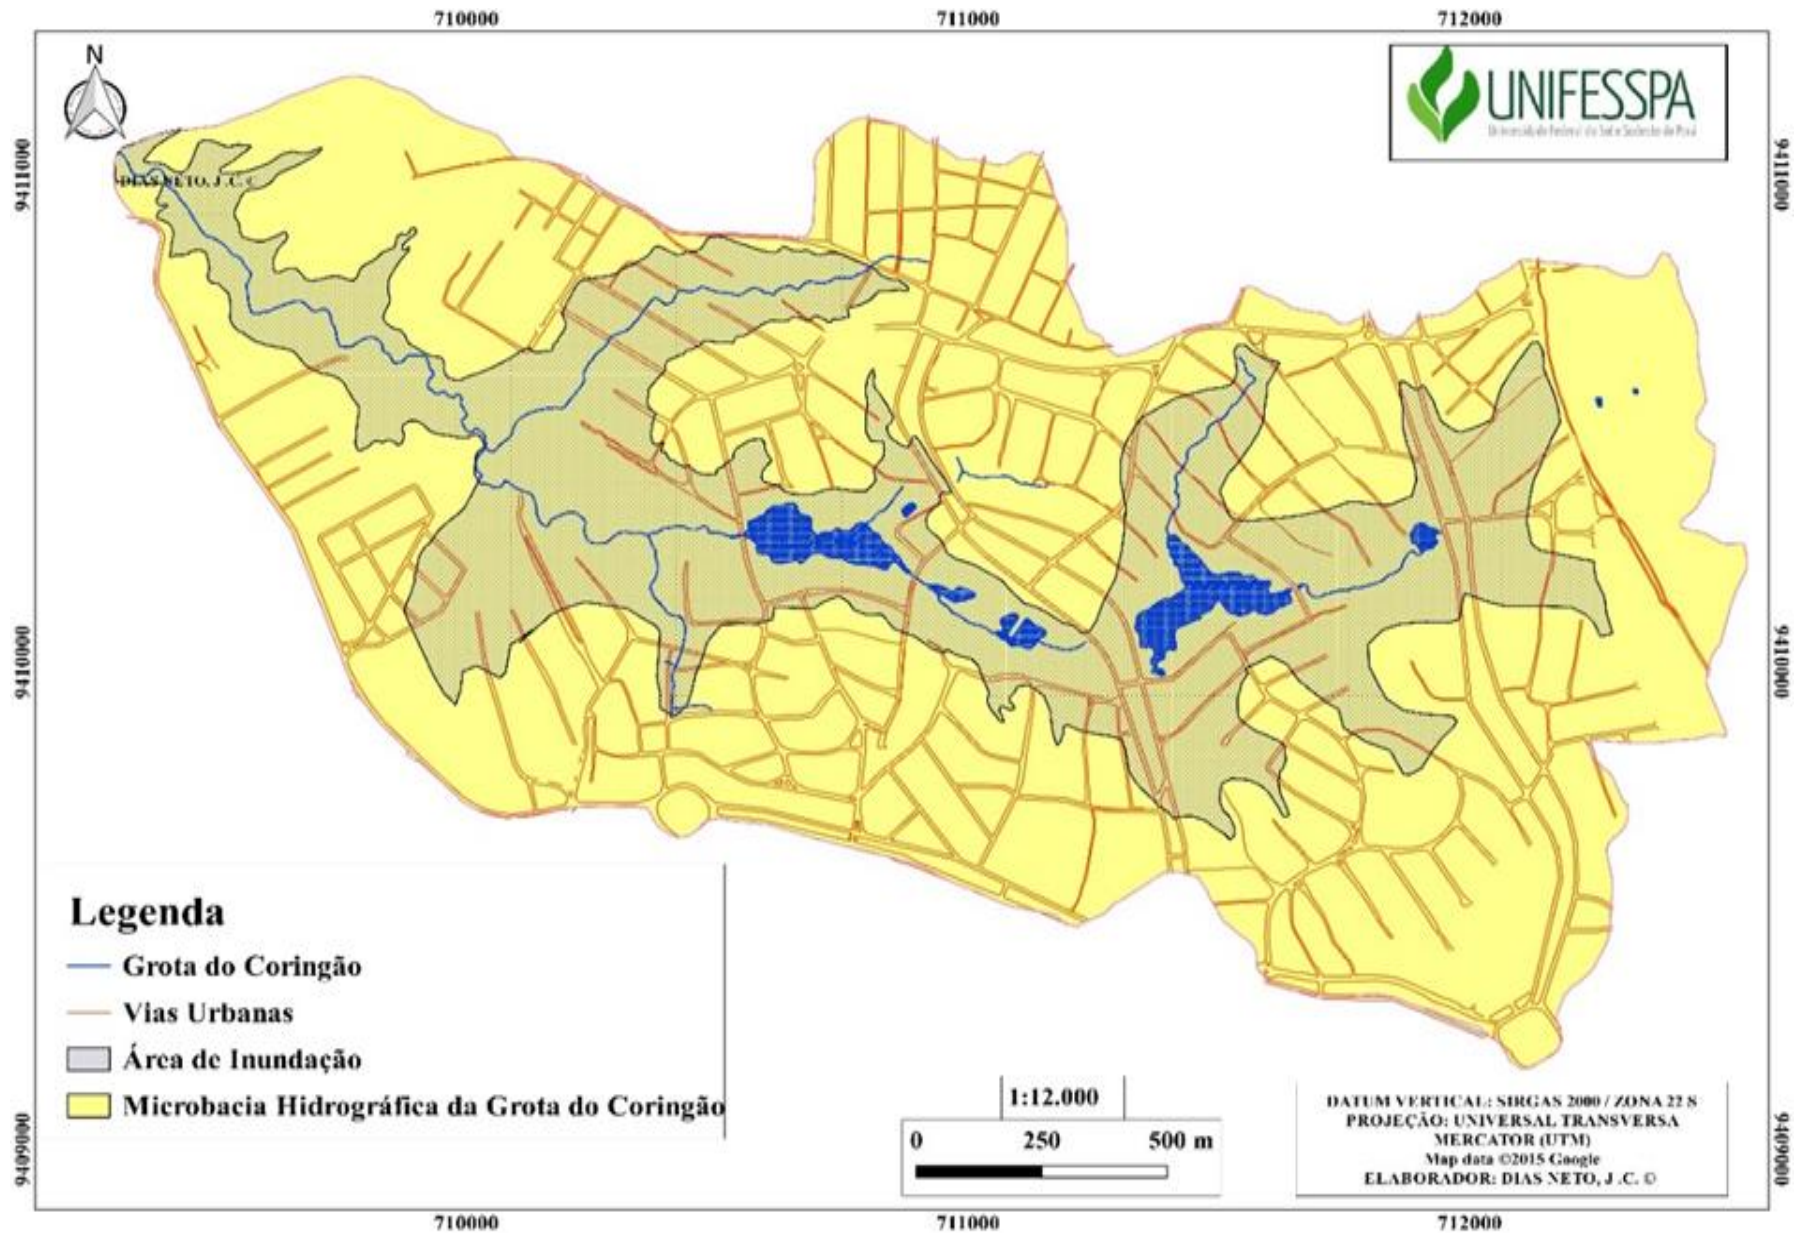 710000 711000 712000
N
UNIFESSPA
9411000 9411000
DIAS NETO, J.C. ©
9410000 9410000
Legenda
Grota do Coringão
Vias Urbanas
Área de Inundação
Microbacia Hidrográfica da Grota do Coringão
9409000 9409000
1:12.000
0 250 500 m
DATUM VERTICAL: SIRGAS 2000 / ZONA 22 S
PROJEÇÃO: UNIVERSAL TRANSVERSA
MERCATOR (UTM)
Map data ©2015 Google
ELABORADOR: DIAS NETO, J .C. ©
710000 711000 712000